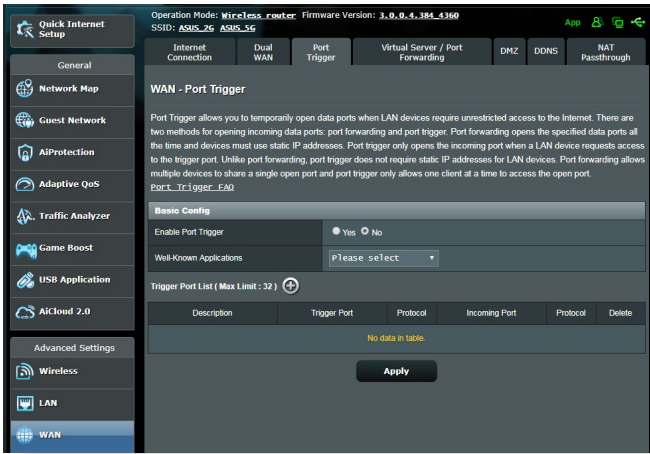 Operation Mode: Wireless router Firmware Version: 3.0.0.4.384_4360
SSID: ASUS_2G ASUS_5G
App
Quick Internet
Setup
General
Network Map
Guest Network
AiProtection
Adaptive QoS
Traffic Analyzer
Game Boost
USB Application
AiCloud 2.0
Advanced Settings
Wireless
LAN
WAN
Internet
Connection
Dual
WAN
Port
Trigger
Virtual Server / Port
Forwarding
DMZ
DDNS
NAT
Passthrough
WAN - Port Trigger
Port Trigger allows you to temporarily open data ports when LAN devices require unrestricted access to the Internet. There are
two methods for opening incoming data ports: port forwarding and port trigger. Port forwarding opens the specified data ports all
the time and devices must use static IP addresses. Port trigger only opens the incoming port when a LAN device requests access
to the port trigger. Unlike port forwarding, port trigger does not require static IP addresses for LAN devices. Port forwarding allows
multiple devices to share a single open port and port trigger only allows one client at a time to access the open port.
Port Trigger FAQ
Basic Config
Enable Port Trigger Yes No
Well-Known Applications Please select
Trigger Port List ( Max Limit : 32 )
Description Trigger Port Protocol Incoming Port Protocol Delete
No data in table.
Apply